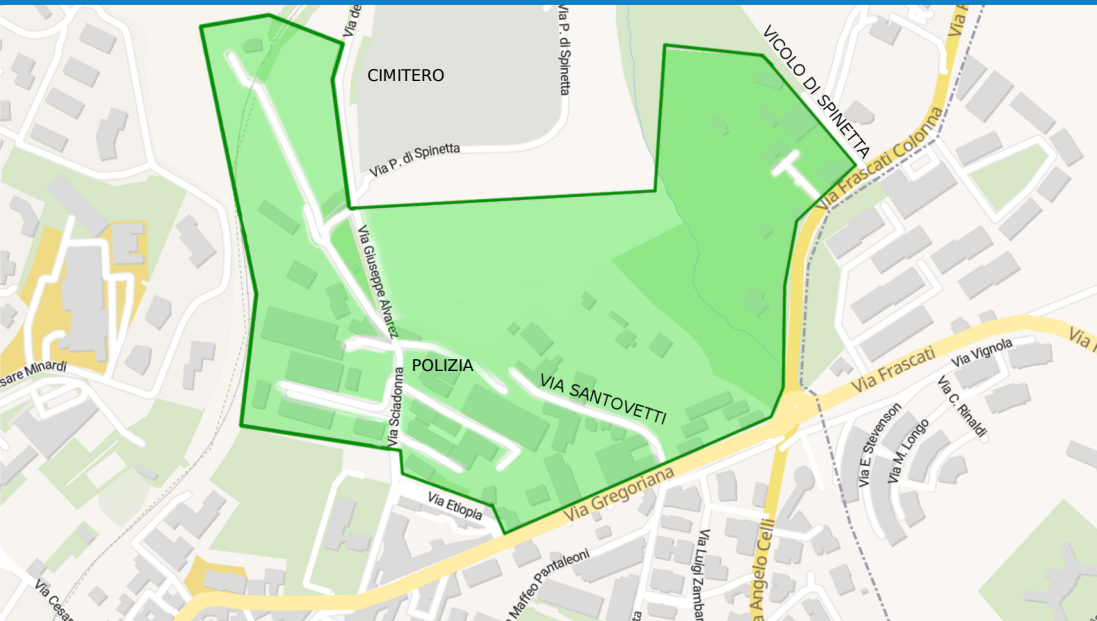 Via de
Via P. di Spinetta
VICOLO DI SPINETTA
Via F
CIMITERO
Via P. di Spinetta
Via Frascati Colonna
Via Giuseppe Alvarez
POLIZIA
VIA SANTOVETTI
Via Sciadonna
sare Minardi
Via Frascati
Via Vignola
Via C. Rinaldi
Via E. Stevenson
Via M. Longo
Via Gregoriana
Via Etiopia
Via Luigi Zambar
a Angelo Celli
Maffeo Pantaleoni
Via Cesar